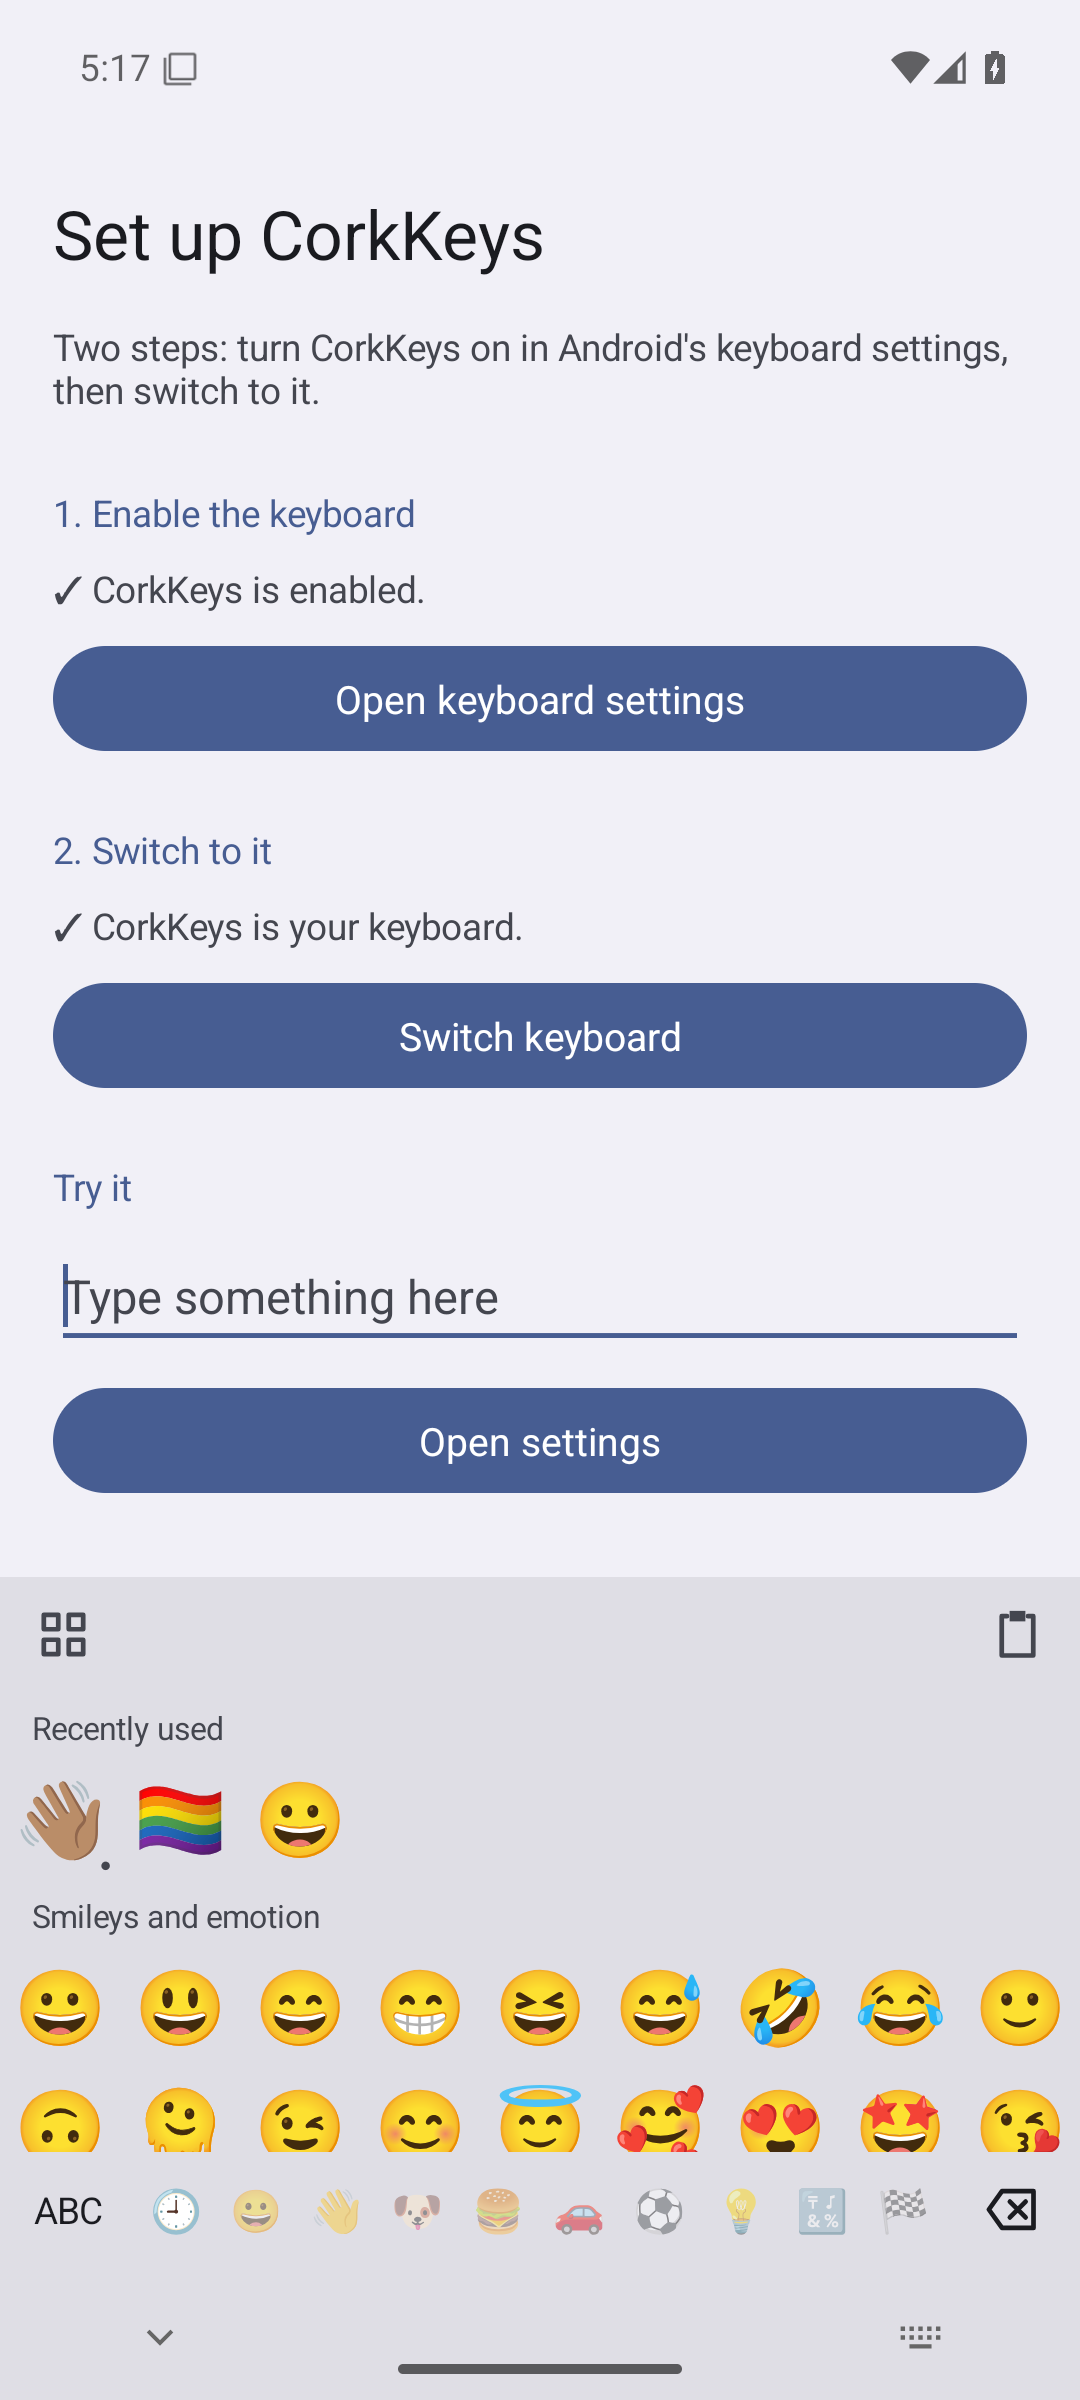 5:17
Set up CorkKeys
Two steps: turn CorkKeys on in Android's keyboard settings,
then switch to it.
1. Enable the keyboard
✓ CorkKeys is enabled.
Open keyboard settings
2. Switch to it
✓ CorkKeys is your keyboard.
Switch keyboard
Try it
Type something here
Open settings
Recently used
Smileys and emotion
ABC